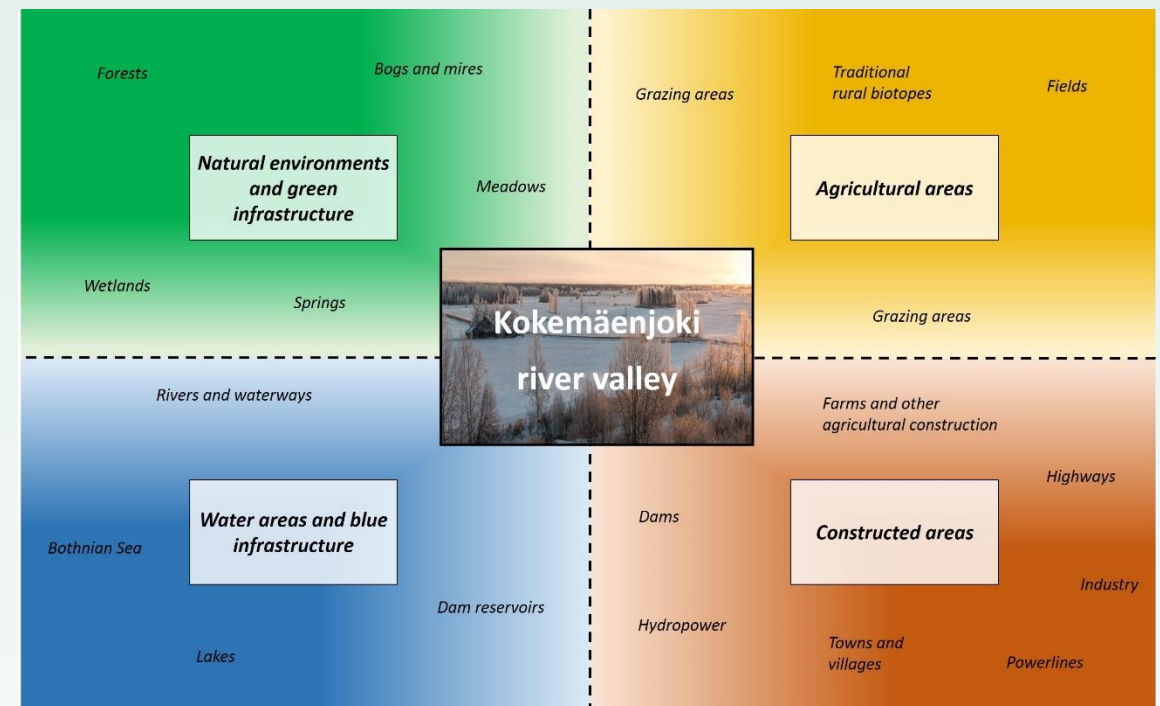 Forests
Bogs and mires
Meadows
Natural environments
and green
infrastructure
Wetlands
Springs
Grazing areas
Traditional
rural biotopes
Fields
Agricultural areas
Grazing areas
Kokemäenjoki
river valley
Rivers and waterways
Water areas and blue
infrastructure
Bothnian Sea
Dam reservoirs
Lakes
Farms and other
agricultural construction
Highways
Dams
Constructed areas
Industry
Hydropower
Towns and
villages
Powerlines